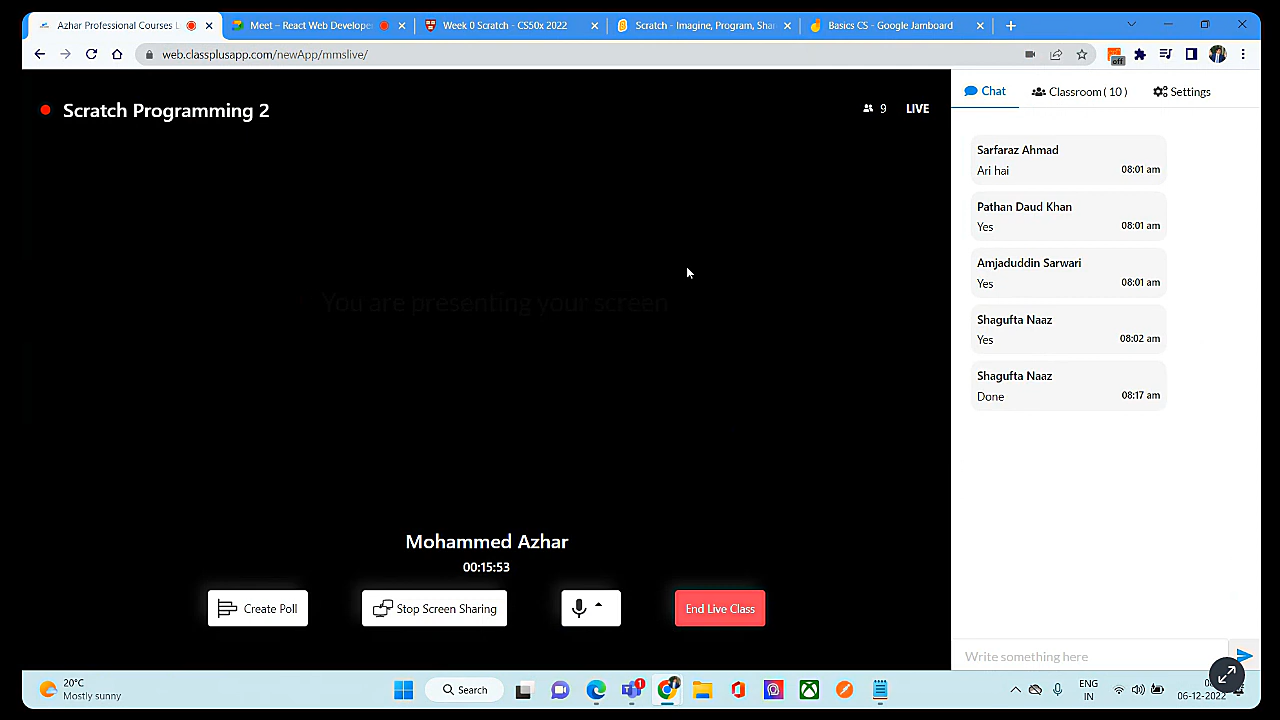 Azhar Professional Courses L
Meet – React Web Develope
Week 0 Scratch - CS50x 2022
Scratch - Imagine, Program, Sha
Basics CS - Google Jamboard
web.classplusapp.com/newApp/mmslive/
off
Scratch Programming 2
9
LIVE
Chat
Classroom ( 10 )
Settings
Sarfaraz Ahmad
Ari hai
08:01 am
Pathan Daud Khan
Yes
08:01 am
Amjaduddin Sarwari
Yes
08:01 am
Shagufta Naaz
Yes
08:02 am
Shagufta Naaz
Done
08:17 am
You are presenting your screen
Mohammed Azhar
00:15:53
Create Poll
Stop Screen Sharing
End Live Class
Write something here
20°C
Mostly sunny
Search
1
ENG
IN
06-12-2022